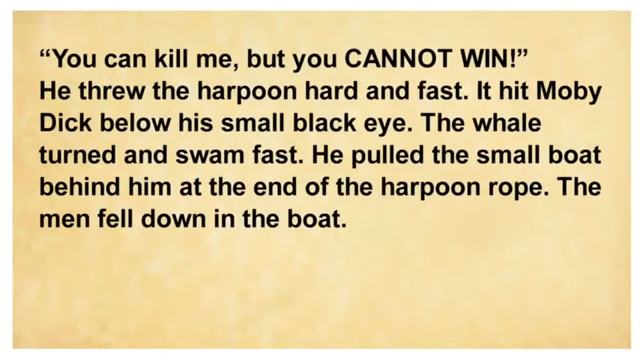 “You can kill me, but you CANNOT WIN!”
He threw the harpoon hard and fast. It hit Moby
Dick below his small black eye. The whale
turned and swam fast. He pulled the small boat
behind him at the end of the harpoon rope. The
men fell down in the boat.